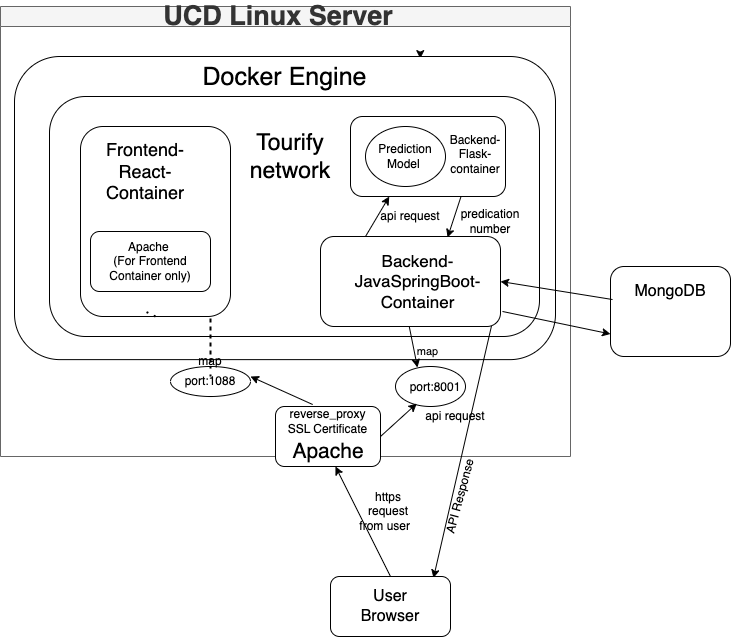 UCD Linux Server
Docker Engine
Frontend-
React-
Container
Apache
(For Frontend
Container only)
Tourify
network
Prediction
Model
Backend-
Flask-
container
api request
predication
number
Backend-
JavaSpringBoot-
Container
MongoDB
map
port:1088
map
port:8001
reverse_proxy
SSL Certificate
Apache
api request
https
request
from user
API Response
User
Browser